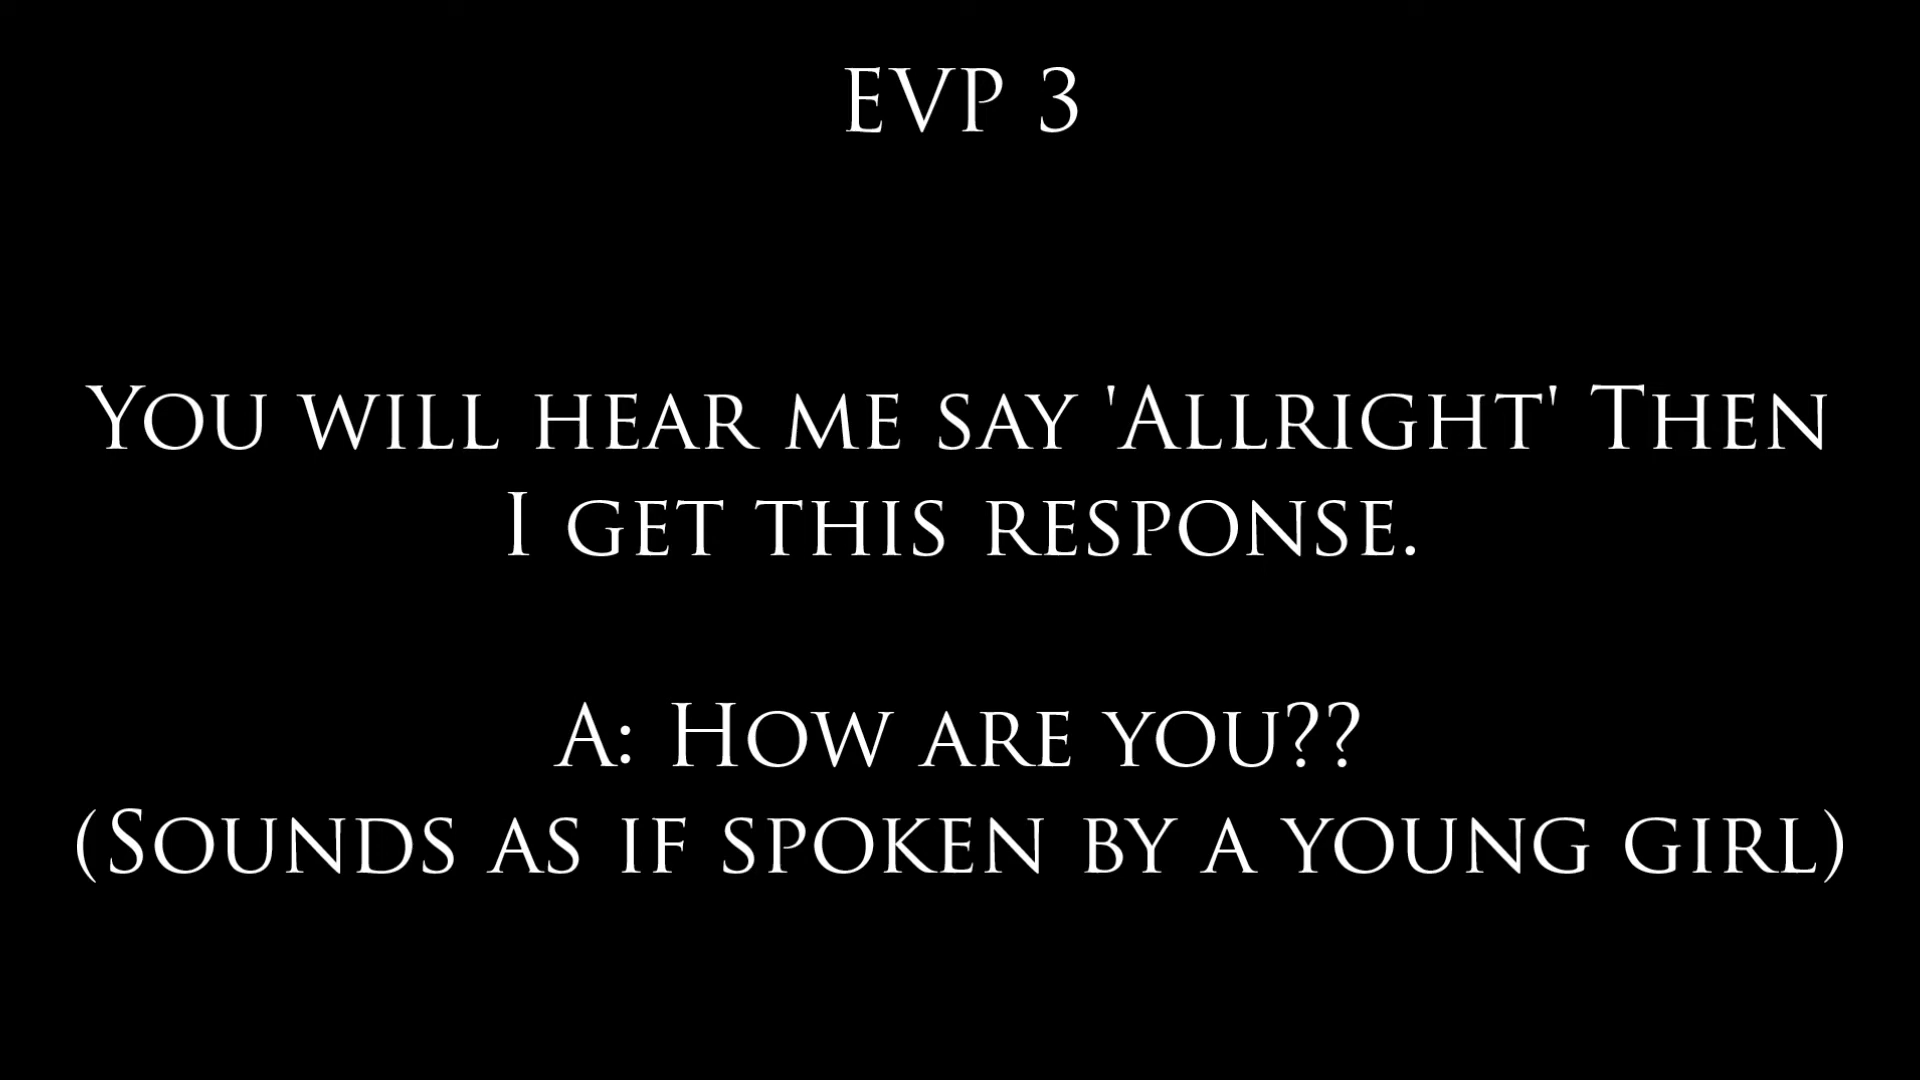 EVP 3
You will hear me say 'Allright' Then
I get this response.
A: How are you??
(Sounds as if spoken by a young girl)